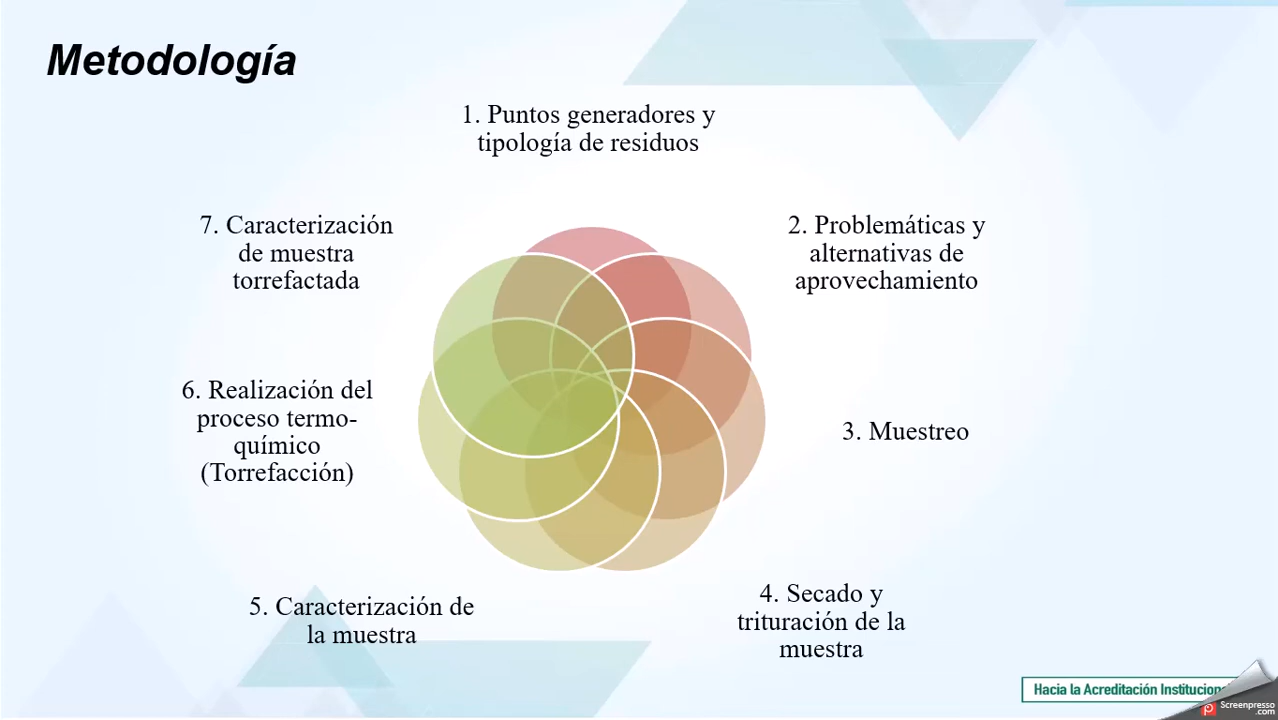 Metodología
1. Puntos generadores y
tipología de residuos
2. Problemáticas y
alternativas de
aprovechamiento
3. Muestreo
4. Secado y
trituración de la
muestra
5. Caracterización de
la muestra
6. Realización del
proceso termo-
químico
(Torrefacción)
7. Caracterización
de muestra
torrefactada
Hacia la Acreditación
Screenpresso
.com